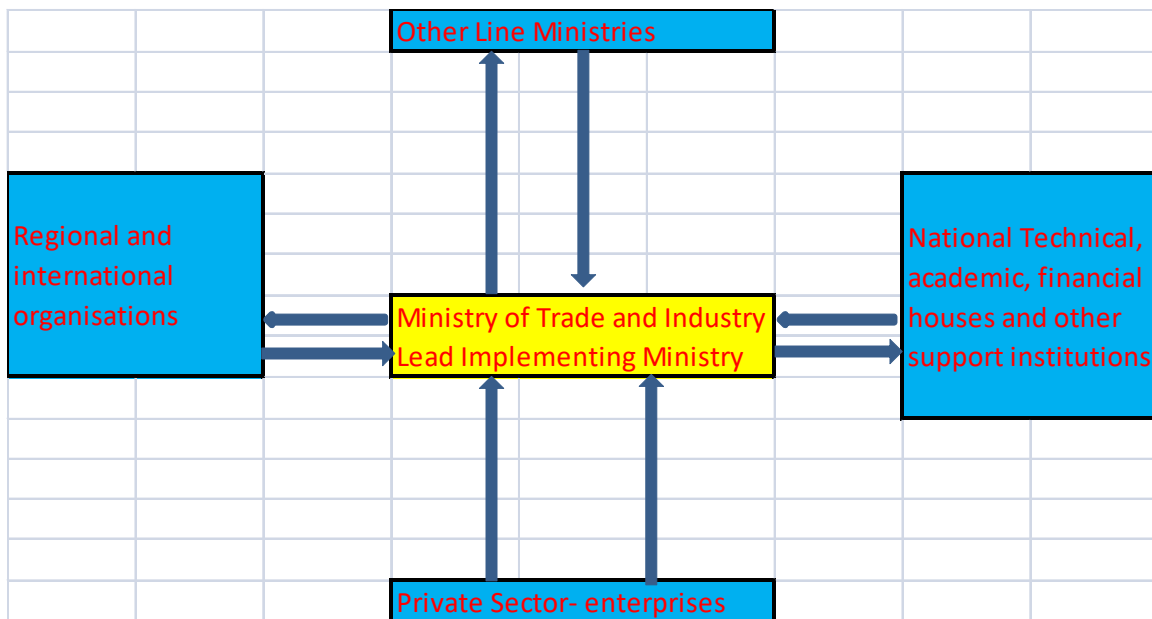 Other Line Ministries
Regional and
international
organisations
Ministry of Trade and Industry
Lead Implementing Ministry
National Technical,
academic, financial
houses and other
support institutions
Private Sector- enterprises